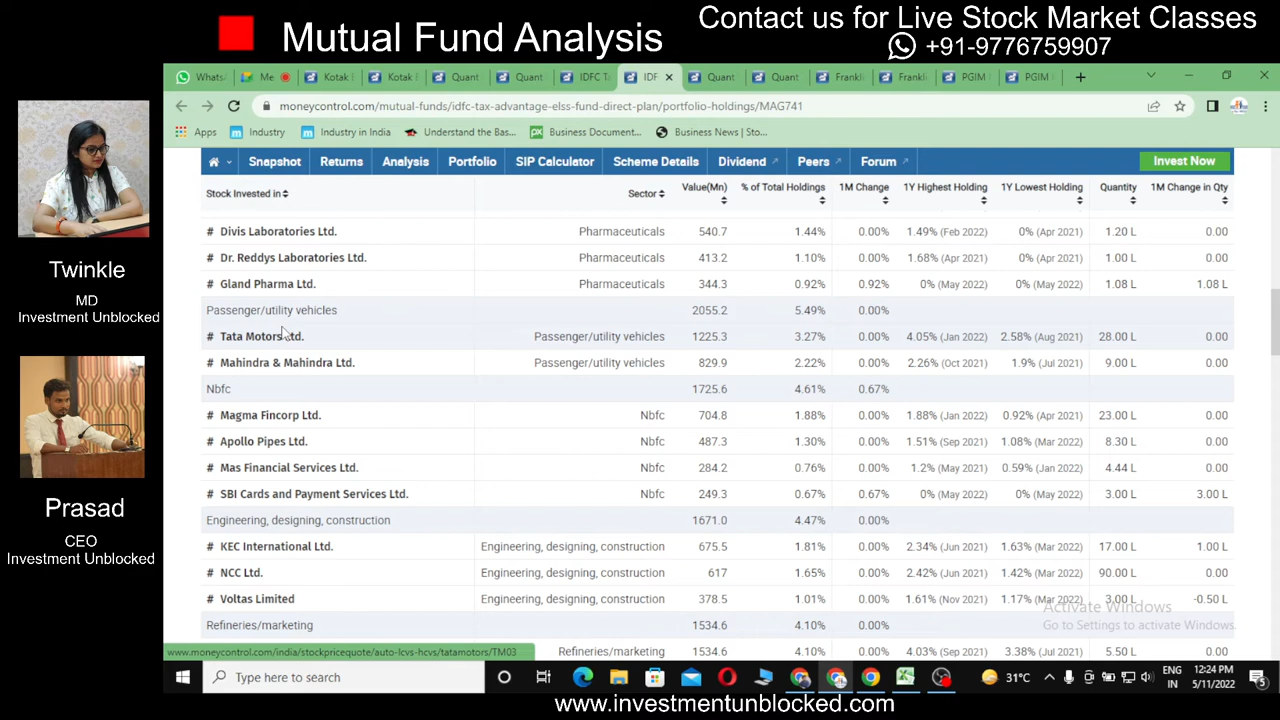 Mutual Fund Analysis
Contact us for Live Stock Market Classes
+91-9776759907
Whats
Me
Kotak
Kotak
Quant
Quant
IDFC Ta
IDF
Quant
Quant
Frankli
Frankli
PGIM
PGIM
moneycontrol.com/mutual-funds/idfc-tax-advantage-elss-fund-direct-plan/portfolio-holdings/MAG741
Apps Industry Industry in India Understand the Bas... Business Document... Business News | Sto...
Snapshot Returns Analysis Portfolio SIP Calculator Scheme Details Dividend Peers Forum Invest Now
Stock Invested in Sector Value(Mn) % of Total Holdings 1M Change 1Y Highest Holding 1Y Lowest Holding Quantity 1M Change in Qty
# Divis Laboratories Ltd. Pharmaceuticals 540.7 1.44% 0.00% 1.49% (Feb 2022) 0% (Apr 2021) 1.20 L 0.00
# Dr. Reddys Laboratories Ltd. Pharmaceuticals 413.2 1.10% 0.00% 1.68% (Apr 2021) 0% (Apr 2021) 1.00 L 0.00
# Gland Pharma Ltd. Pharmaceuticals 344.3 0.92% 0.92% 0% (May 2022) 0% (May 2022) 1.08 L 1.08 L
Passenger/utility vehicles 2055.2 5.49% 0.00%
# Tata Motors Ltd. Passenger/utility vehicles 1225.3 3.27% 0.00% 4.05% (Jan 2022) 2.58% (Aug 2021) 28.00 L 0.00
# Mahindra & Mahindra Ltd. Passenger/utility vehicles 829.9 2.22% 0.00% 2.26% (Oct 2021) 1.9% (Jul 2021) 9.00 L 0.00
Nbfc 1725.6 4.61% 0.67%
# Magma Fincorp Ltd. Nbfc 704.8 1.88% 0.00% 1.88% (Jan 2022) 0.92% (Apr 2021) 23.00 L 0.00
# Apollo Pipes Ltd. Nbfc 487.3 1.30% 0.00% 1.51% (Sep 2021) 1.08% (Mar 2022) 8.30 L 0.00
# Mas Financial Services Ltd. Nbfc 284.2 0.76% 0.00% 1.2% (May 2021) 0.59% (Jan 2022) 4.44 L 0.00
# SBI Cards and Payment Services Ltd. Nbfc 249.3 0.67% 0.67% 0% (May 2022) 0% (May 2022) 3.00 L 3.00 L
Engineering, designing, construction 1671.0 4.47% 0.00%
# KEC International Ltd. Engineering, designing, construction 675.5 1.81% 0.00% 2.34% (Jun 2021) 1.63% (Mar 2022) 17.00 L 1.00 L
# NCC Ltd. Engineering, designing, construction 617 1.65% 0.00% 2.42% (Jun 2021) 1.42% (Mar 2022) 90.00 L 0.00
# Voltas Limited Engineering, designing, construction 378.5 1.01% 0.00% 1.61% (Nov 2021) 1.17% (Mar 2022) 3.00 L -0.50 L
Activate Windows
Go to Settings to activate Windows.
Refineries/marketing 1534.6 4.10% 0.00%
Refineries/marketing 1534.6 4.10% 0.00% 4.03% (Sep 2021) 3.38% (Jul 2021) 5.50 L 0.00
www.moneycontrol.com/india/stockpricequote/auto-lcvs-hcvs/tatamotors/TM03
Type here to search
31°C
ENG
IN
12:24 PM
5/11/2022
5
Twinkle
MD
Investment Unblocked
Prasad
CEO
Investment Unblocked
www.investmentunblocked.com